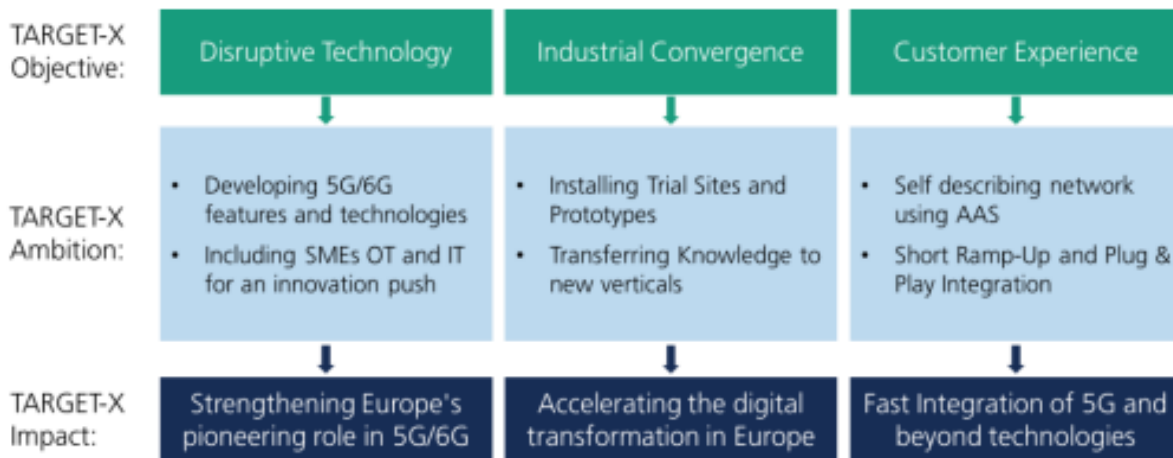 TARGET-X
Objective:
Disruptive Technology
Industrial Convergence
Customer Experience
TARGET-X
Ambition:
• Developing 5G/6G
features and technologies
• Including SMEs OT and IT
for an innovation push
• Installing Trial Sites and
Prototypes
• Transferring Knowledge to
new verticals
• Self describing network
using AAS
• Short Ramp-Up and Plug &
Play Integration
TARGET-X
Impact:
Strengthening Europe's
pioneering role in 5G/6G
Accelerating the digital
transformation in Europe
Fast Integration of 5G and
beyond technologies